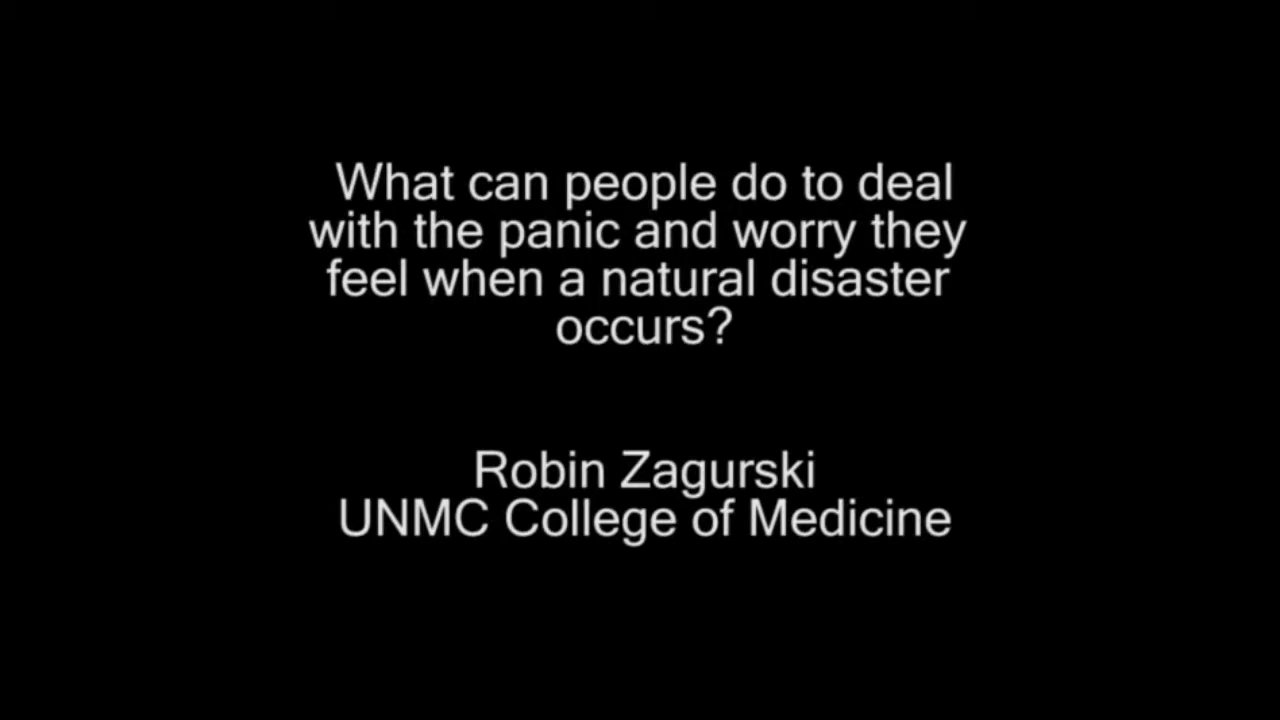 What can people do to deal
with the panic and worry they
feel when a natural disaster
occurs?
Robin Zagurski
UNMC College of Medicine